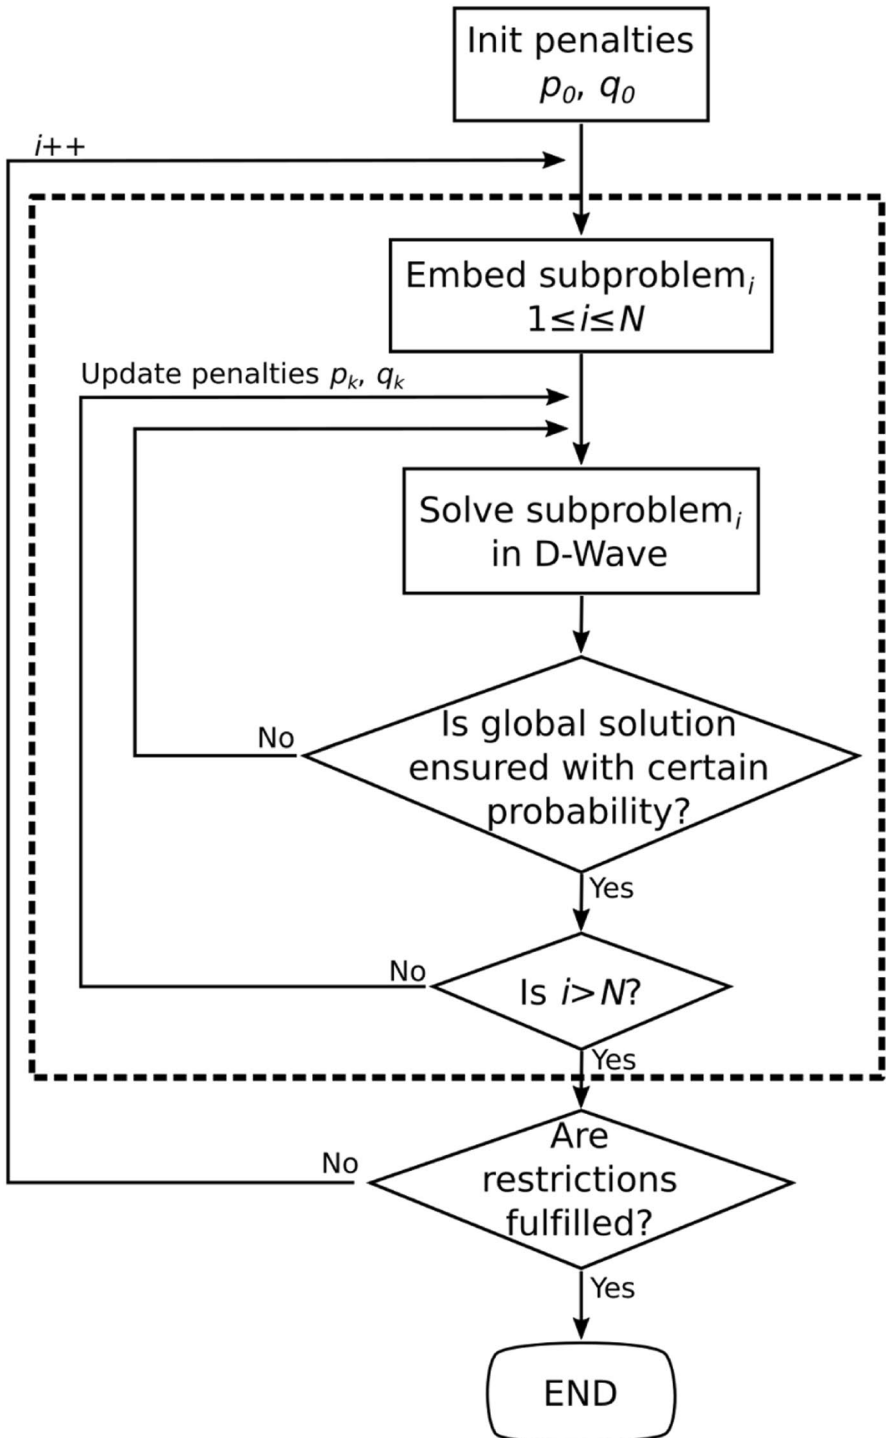 Init penalties
p0, q0
i++
Embed subproblemi
1≤i≤N
Update penalties pk, qk
Solve subproblemi
in D-Wave
Is global solution
ensured with certain
probability?
No
Yes
Is i>N?
No
Yes
Are
restrictions
fulfilled?
No
Yes
END